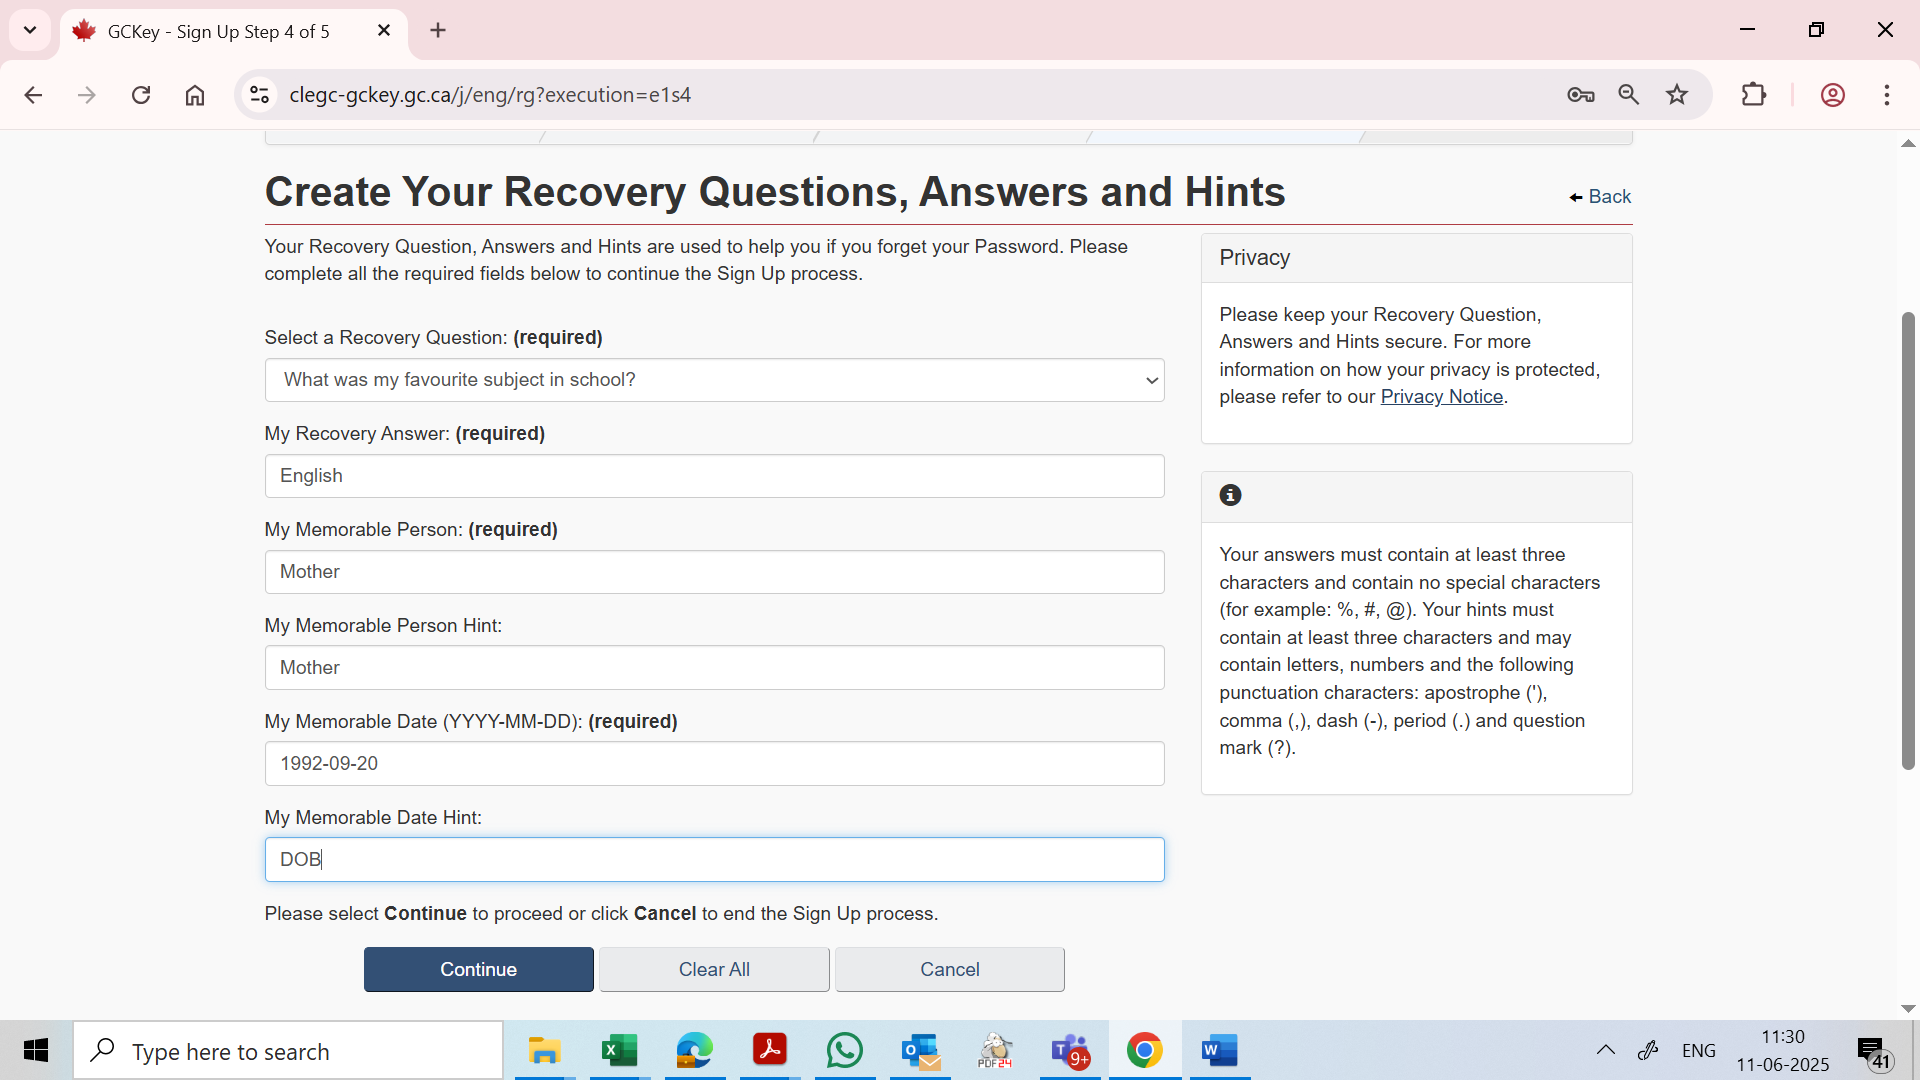 GCKey - Sign Up Step 4 of 5
clegc-gckey.gc.ca/j/eng/rg?execution=e1s4
Create Your Recovery Questions, Answers and Hints
Back
Your Recovery Question, Answers and Hints are used to help you if you forget your Password. Please
complete all the required fields below to continue the Sign Up process.
Select a Recovery Question: (required)
What was my favourite subject in school?
My Recovery Answer: (required)
English
My Memorable Person: (required)
Mother
My Memorable Person Hint:
Mother
My Memorable Date (YYYY-MM-DD): (required)
1992-09-20
My Memorable Date Hint:
DOB
Please select Continue to proceed or click Cancel to end the Sign Up process.
Continue
Clear All
Cancel
Privacy
Please keep your Recovery Question,
Answers and Hints secure. For more
information on how your privacy is protected,
please refer to our Privacy Notice.
Your answers must contain at least three
characters and contain no special characters
(for example: %, #, @). Your hints must
contain at least three characters and may
contain letters, numbers and the following
punctuation characters: apostrophe ('),
comma (,), dash (-), period (.) and question
mark (?).
Type here to search
PDF24
9+
ENG
11:30
11-06-2025
41